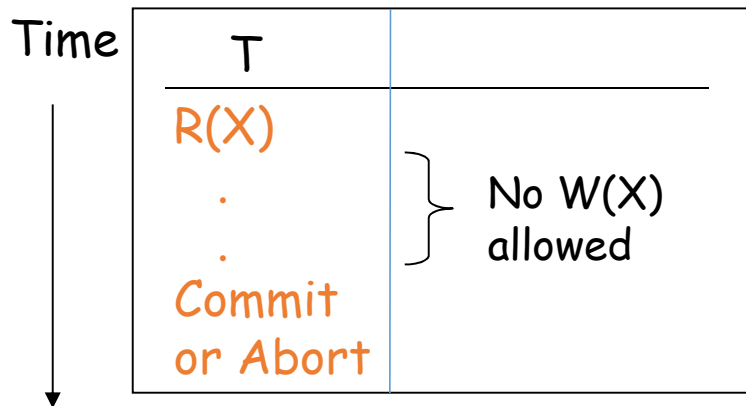 Time
T
R(X)
.
.
Commit
or Abort
No W(X)
allowed